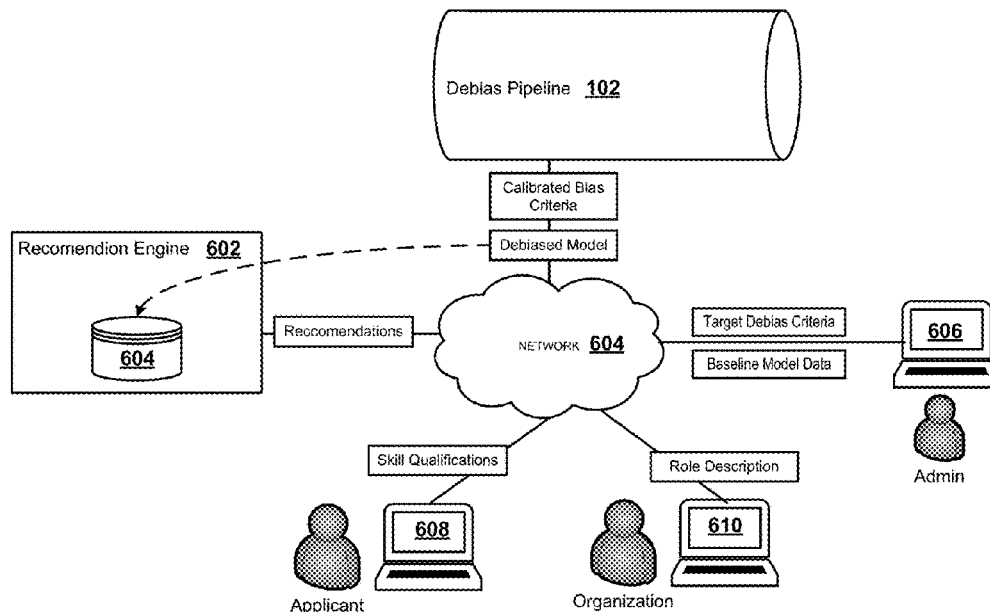 Debias Pipeline 102
Calibrated Bias
Criteria
Debiased Model
Recomendion Engine 602
604
Reccomendations
NETWORK 604
Target Debias Criteria
Baseline Model Data
606
Admin
Skill Qualifications
Role Description
608
610
Applicant
Organization